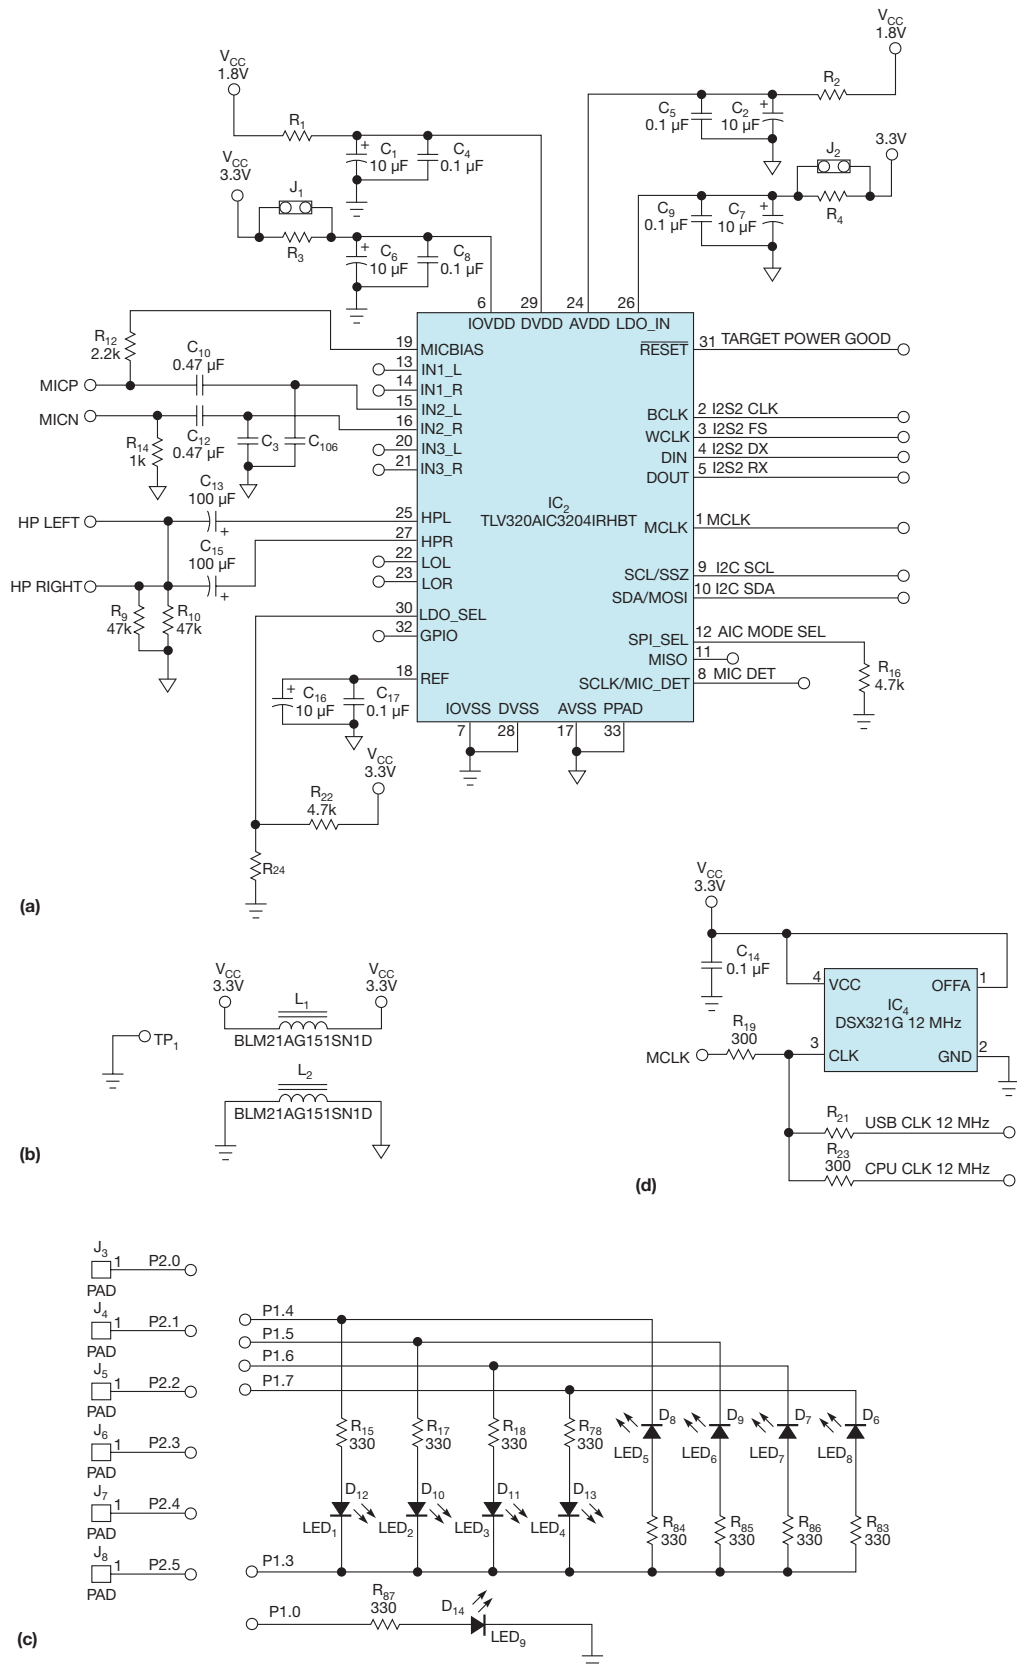 V_CC
1.8V
R1
C1
10 µF
C4
0.1 µF
V_CC
3.3V
J1
R3
C6
10 µF
C8
0.1 µF
V_CC
1.8V
R2
C5
0.1 µF
C2
10 µF
3.3V
J2
R4
C9
0.1 µF
C7
10 µF
6
29
24
26
IOVDD DVDD AVDD LDO_IN
R12
2.2k
C10
0.47 µF
MICP
MICN
R14
1k
C12
0.47 µF
C3
C106
C13
100 µF
HP LEFT
C15
100 µF
HP RIGHT
R9
47k
R10
47k
19 MICBIAS
13 IN1_L
14 IN1_R
15 IN2_L
16 IN2_R
20 IN3_L
21 IN3_R
25 HPL
27 HPR
22 LOL
23 LOR
30 LDO_SEL
32 GPIO
18 REF
IC2
TLV320AIC3204IRHBT
RESET 31 TARGET POWER GOOD
BCLK 2 I2S2 CLK
WCLK 3 I2S2 FS
DIN 4 I2S2 DX
DOUT 5 I2S2 RX
MCLK 1 MCLK
SCL/SSZ 9 I2C SCL
SDA/MOSI 10 I2C SDA
SPI_SEL 12 AIC MODE SEL
MISO 11
SCLK/MIC_DET 8 MIC DET
R16
4.7k
C16
10 µF
C17
0.1 µF
IOVSS DVSS AVSS PPAD
7
28
17
33
V_CC
3.3V
R22
4.7k
R24
(a)
V_CC
3.3V
V_CC
3.3V
L1
BLM21AG151SN1D
TP1
L2
BLM21AG151SN1D
(b)
V_CC
3.3V
C14
0.1 µF
4 VCC
OFFA 1
IC4
DSX321G 12 MHz
R19
300
MCLK
3 CLK
GND 2
R21
USB CLK 12 MHz
R23
300
CPU CLK 12 MHz
(d)
J3
1 P2.0
PAD
J4
1 P2.1
PAD
J5
1 P2.2
PAD
J6
1 P2.3
PAD
J7
1 P2.4
PAD
J8
1 P2.5
PAD
P1.4
P1.5
P1.6
P1.7
R15
330
R17
330
R18
330
R78
330
D8
LED5
D9
LED6
D7
LED7
D6
LED8
D12
LED1
D10
LED2
D11
LED3
D13
LED4
R84
330
R85
330
R86
330
R83
330
P1.3
P1.0
R87
330
D14
LED9
(c)